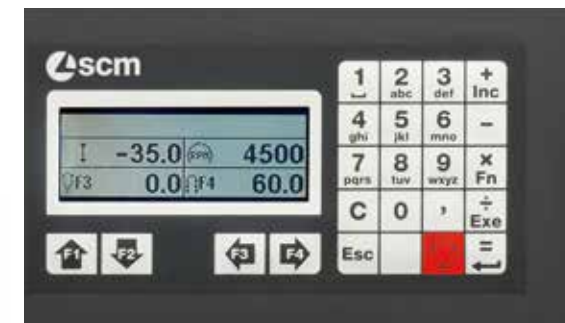 scm
-35.0 RPM 4500
F3 0.0 F4 60.0
F1 F2 F3 F4
1 2 abc 3 def + Inc
4 ghi 5 jkl 6 mno -
7 pqrs 8 tuv 9 wxyz × Fn
C 0 , ÷ Exe
Esc =